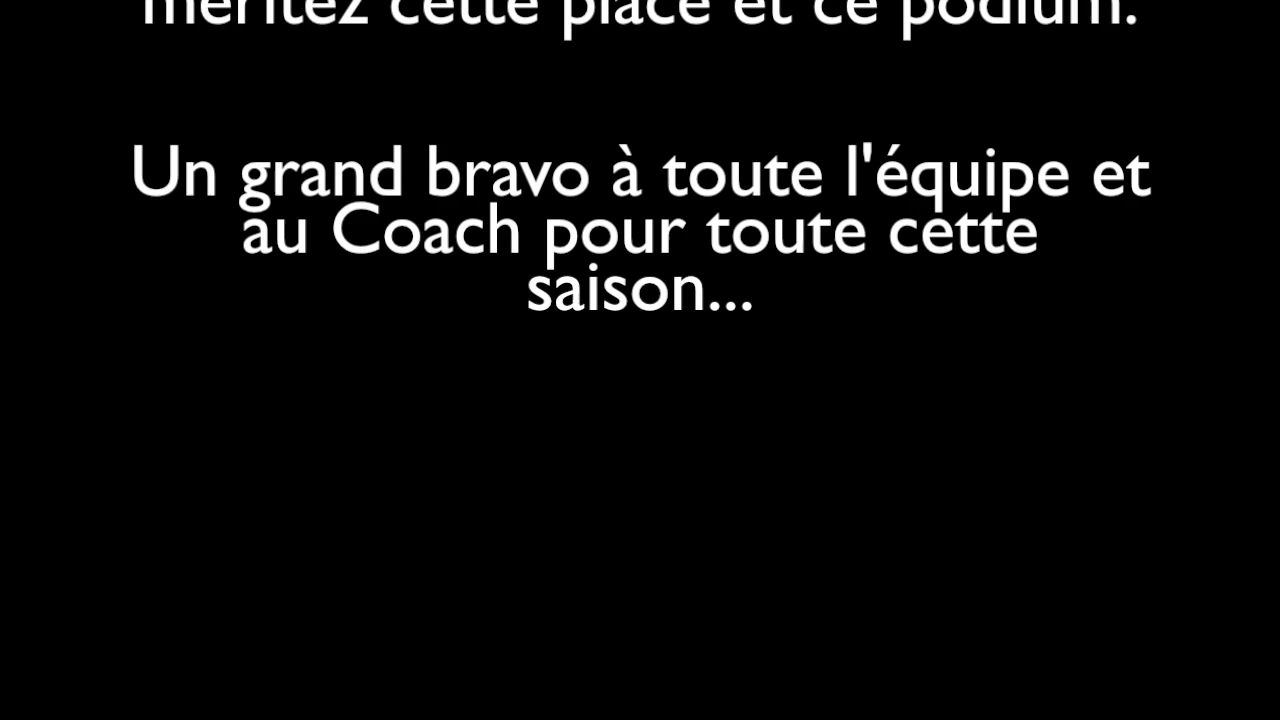 méritez cette place et ce podium.
Un grand bravo à toute l'équipe et
au Coach pour toute cette
saison...